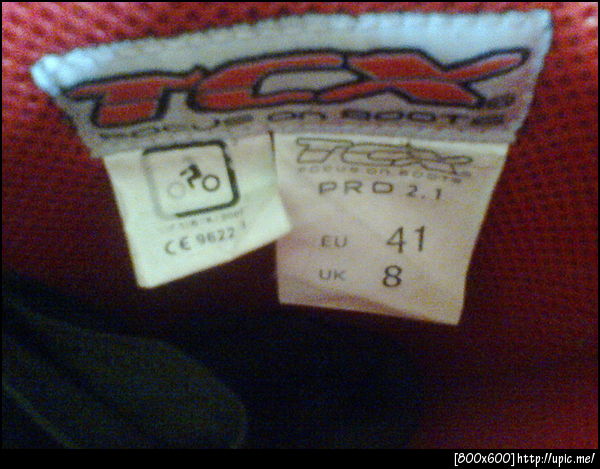 TCX
FOCUS ON BOOTS
CE 9622
TCX
FOCUS ON BOOTS
PRO 2.1
EU 41
UK 8
[800x600]http://upic.me/